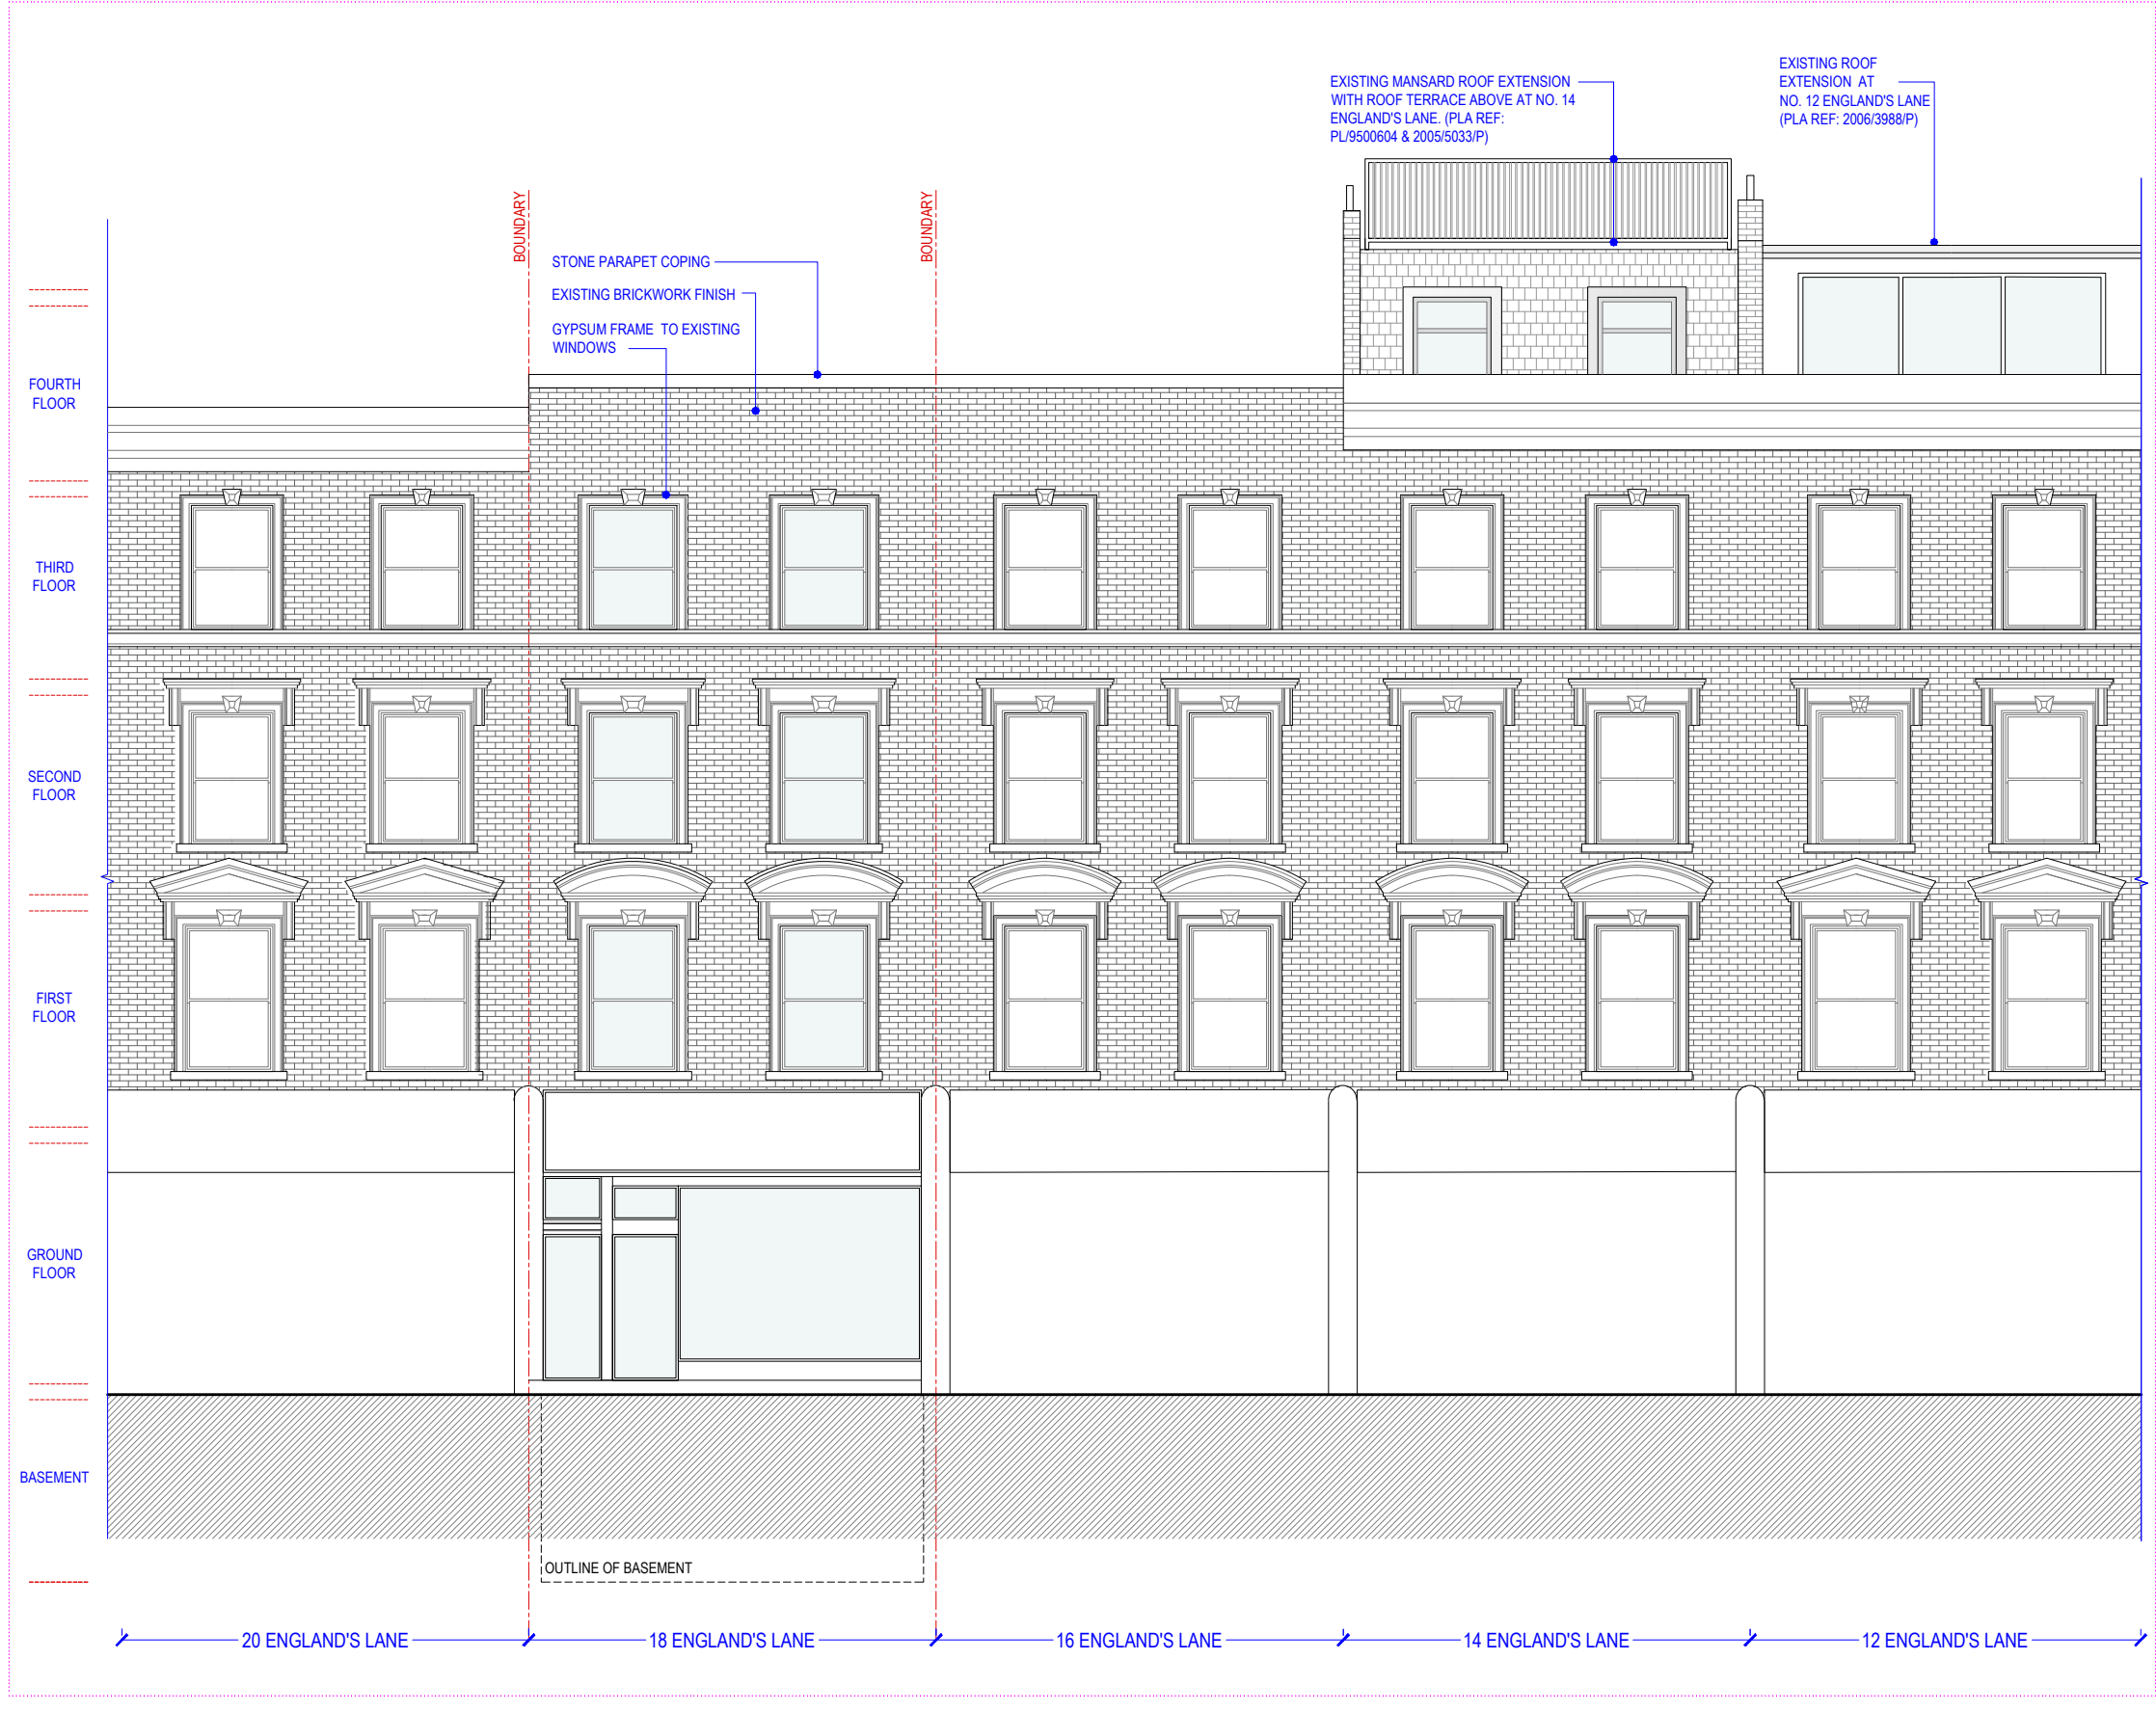 EXISTING ROOF
EXTENSION AT
NO. 12 ENGLAND'S LANE
(PLA REF: 2006/3988/P)
EXISTING MANSARD ROOF EXTENSION
WITH ROOF TERRACE ABOVE AT NO. 14
ENGLAND'S LANE. (PLA REF:
PL/9500604 & 2005/5033/P)
BOUNDARY
BOUNDARY
STONE PARAPET COPING
EXISTING BRICKWORK FINISH
GYPSUM FRAME TO EXISTING
WINDOWS
FOURTH
FLOOR
THIRD
FLOOR
SECOND
FLOOR
FIRST
FLOOR
GROUND
FLOOR
BASEMENT
OUTLINE OF BASEMENT
20 ENGLAND'S LANE
18 ENGLAND'S LANE
16 ENGLAND'S LANE
14 ENGLAND'S LANE
12 ENGLAND'S LANE